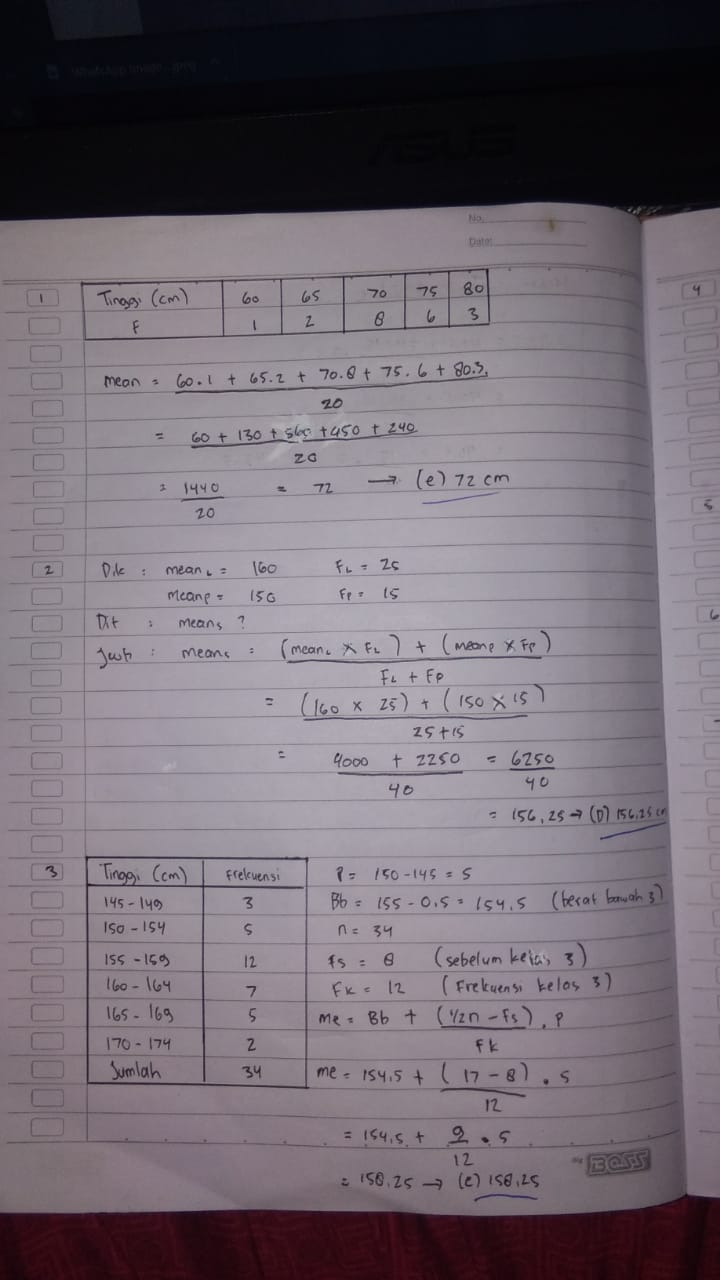 WhatsApp Image ...jpeg
ASUS
No.
Date:
1
Tinggi (cm) 60 65 70 75 80
F 1 2 8 6 3
mean = 60.1 + 65.2 + 70.8 + 75.6 + 80.3
20
= 60 + 130 + 560 + 450 + 240
20
= 1440 = 72 → (e) 72 cm
20
2 Dik : meanL = 160 FL = 25
Meanp = 150 Fp = 15
Dit : means ?
Jwb : means = (meanL × FL) + (meanp × Fp)
FL + Fp
= (160 × 25) + (150 × 15)
25+15
= 4000 + 2250 = 6250
40 40
= 156,25 → (D) 156,25 cm
3
Tinggi (cm) Frekuensi
145-149 3
150-154 5
155-159 12
160-164 7
165-169 5
170-174 2
Jumlah 34
P = 150-145 = 5
Bb = 155 - 0.5 = 154.5 (berat bawah 3)
n = 34
fs = 8 (sebelum kelas 3)
Fk = 12 (Frekuensi kelas 3)
me = Bb + (1/2n - Fs) . P
Fk
me = 154.5 + (17-8) . 5
12
= 154.5 + 9 . 5
12
= 158,25 → (e) 158,25
BOSS
4
5
6